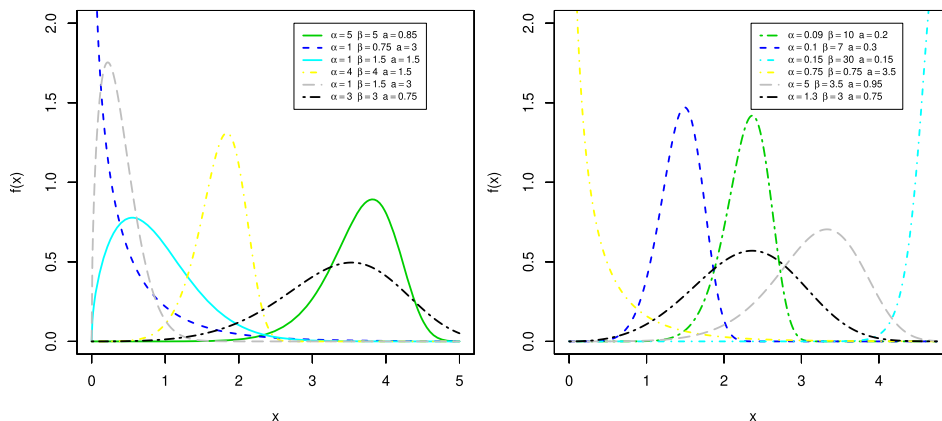 2.0
1.5
1.0
0.5
0.0
f(x)
0 1 2 3 4 5
x
α = 5 β = 5 a = 0.85
α = 1 β = 0.75 a = 3
α = 1 β = 1.5 a = 1.5
α = 4 β = 4 a = 1.5
α = 1 β = 1.5 a = 3
α = 3 β = 3 a = 0.75
2.0
1.5
1.0
0.5
0.0
f(x)
0 1 2 3 4
x
α = 0.09 β = 10 a = 0.2
α = 0.1 β = 7 a = 0.3
α = 0.15 β = 30 a = 0.15
α = 0.75 β = 0.75 a = 3.5
α = 5 β = 3.5 a = 0.95
α = 1.3 β = 3 a = 0.75